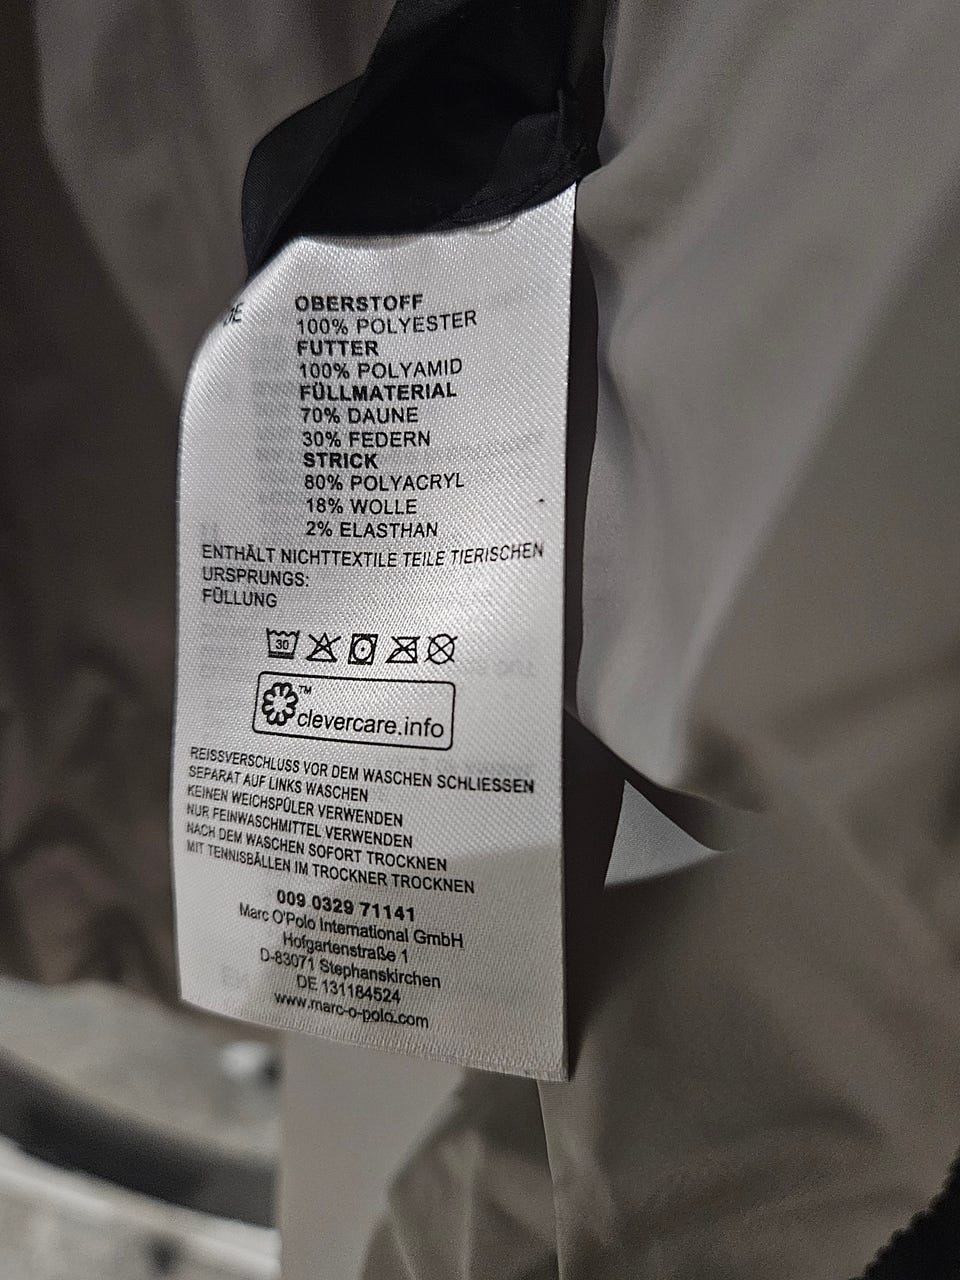 DE
OBERSTOFF
100% POLYESTER
FUTTER
100% POLYAMID
FÜLLMATERIAL
70% DAUNE
30% FEDERN
STRICK
80% POLYACRYL
18% WOLLE
2% ELASTHAN
ENTHÄLT NICHTTEXTILE TEILE TIERISCHEN
URSPRUNGS:
FÜLLUNG
30
™
clevercare.info
REISSVERSCHLUSS VOR DEM WASCHEN SCHLIESSEN
SEPARAT AUF LINKS WASCHEN
KEINEN WEICHSPÜLER VERWENDEN
NUR FEINWASCHMITTEL VERWENDEN
NACH DEM WASCHEN SOFORT TROCKNEN
MIT TENNISBÄLLEN IM TROCKNER TROCKNEN
009 0329 71141
Marc O'Polo International GmbH
Hofgartenstraße 1
D-83071 Stephanskirchen
DE 131184524
www.marc-o-polo.com